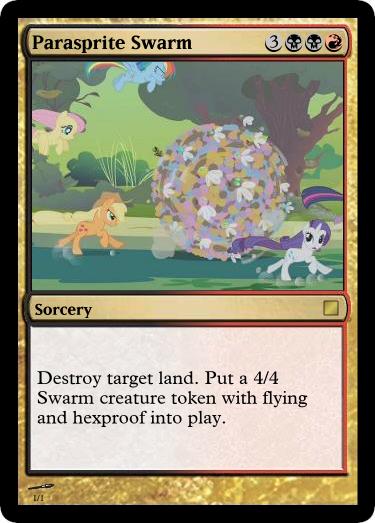 Parasprite Swarm 3
Sorcery
Destroy target land. Put a 4/4
Swarm creature token with flying
and hexproof into play.
1/1